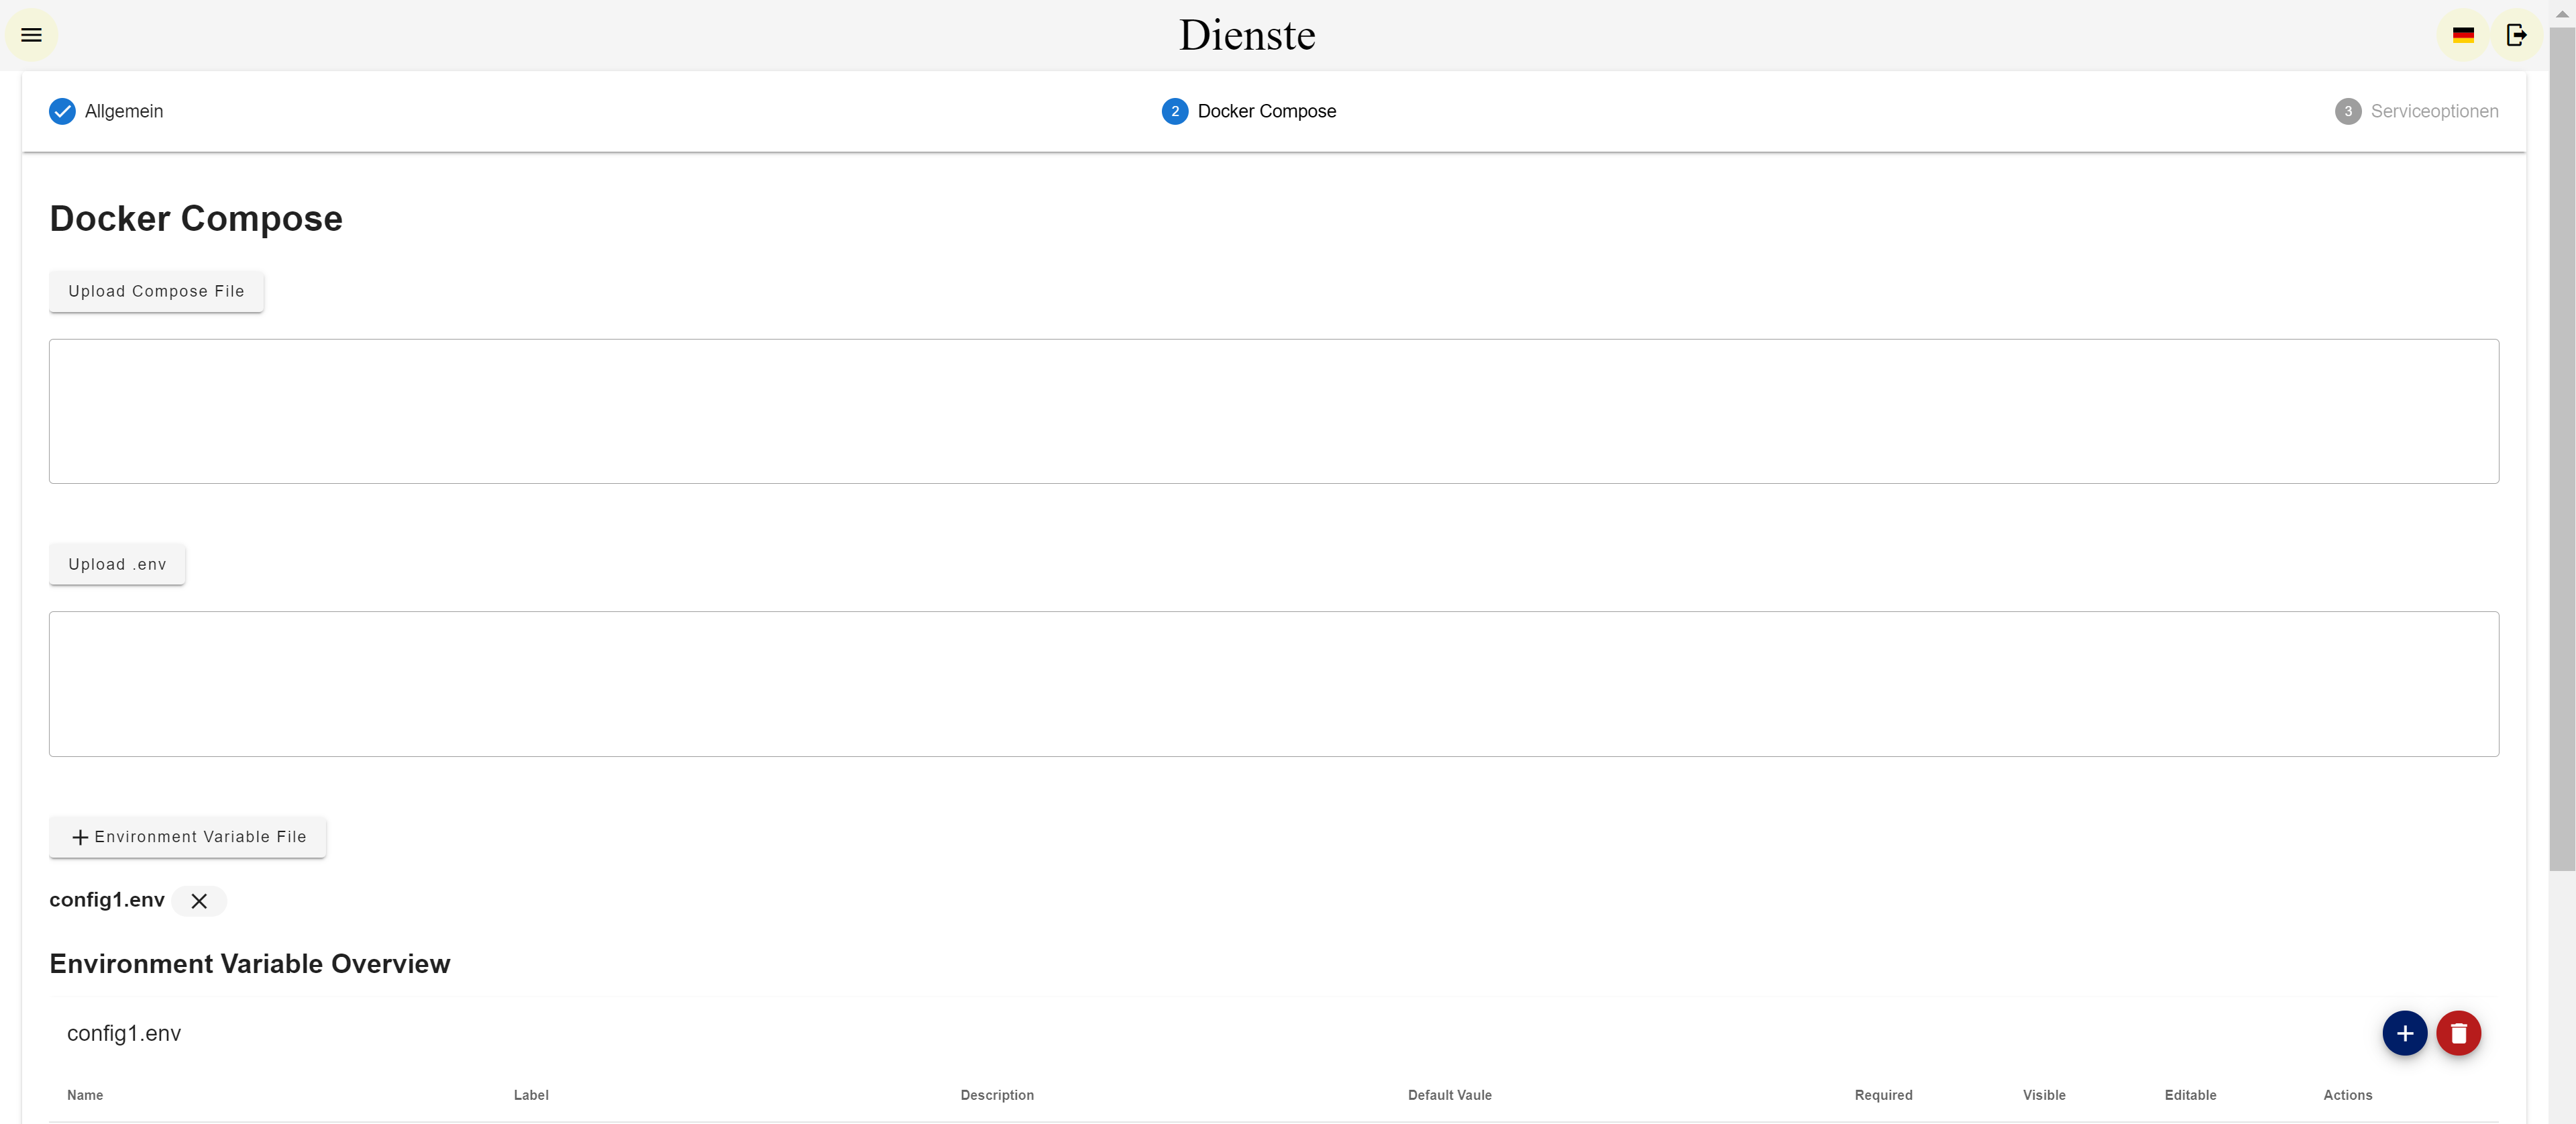 Dienste
Allgemein
2 Docker Compose
3 Serviceoptionen
Docker Compose
Upload Compose File
Upload .env
Environment Variable File
config1.env
Environment Variable Overview
config1.env
Name Label Description Default Vaule Required Visible Editable Actions